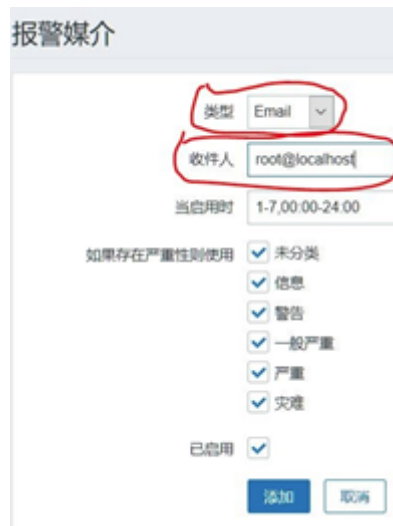 报警媒介
类型 Email
收件人 root@localhost
当启用时 1-7,00:00-24:00
如果存在严重性则使用 未分类
信息
警告
一般严重
严重
灾难
已启用
添加 取消